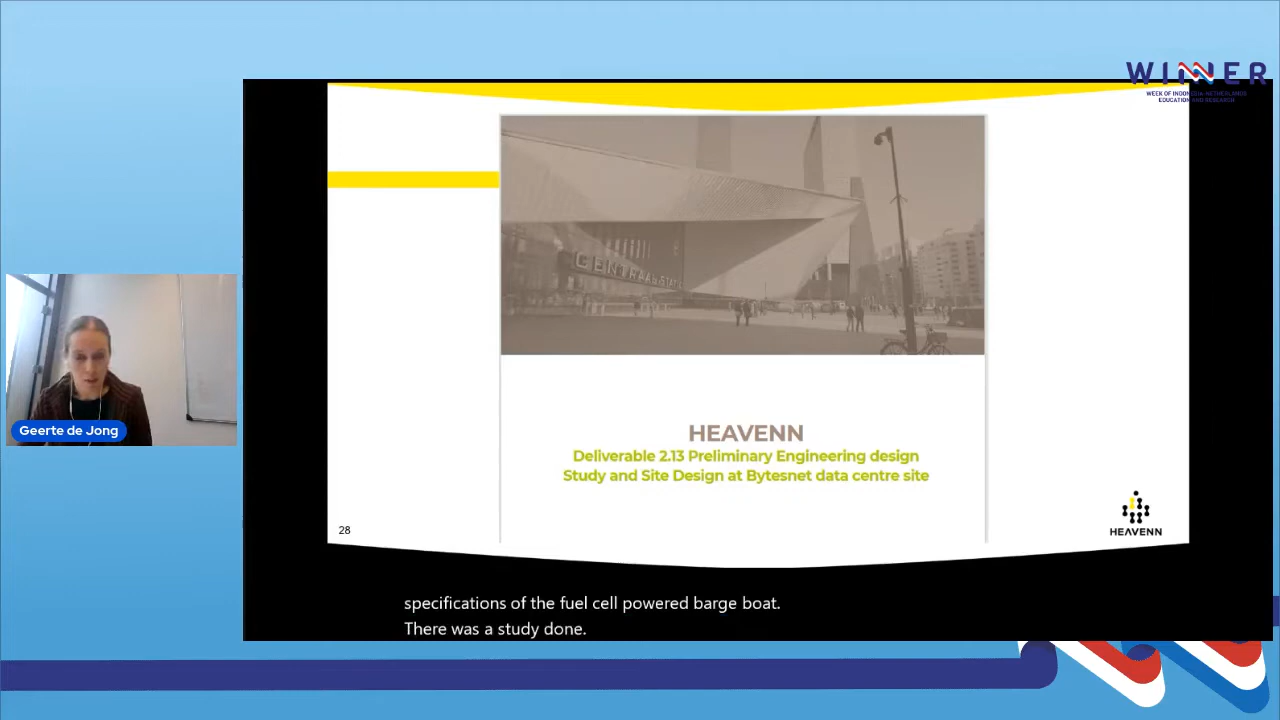 WINNER
WEEK OF INDONESIA-NETHERLANDS
EDUCATION AND RESEARCH
CENTRAAL STAT
HEAVENN
Deliverable 2.13 Preliminary Engineering design
Study and Site Design at Bytesnet data centre site
28
HEAVENN
Geerte de Jong
specifications of the fuel cell powered barge boat.
There was a study done.